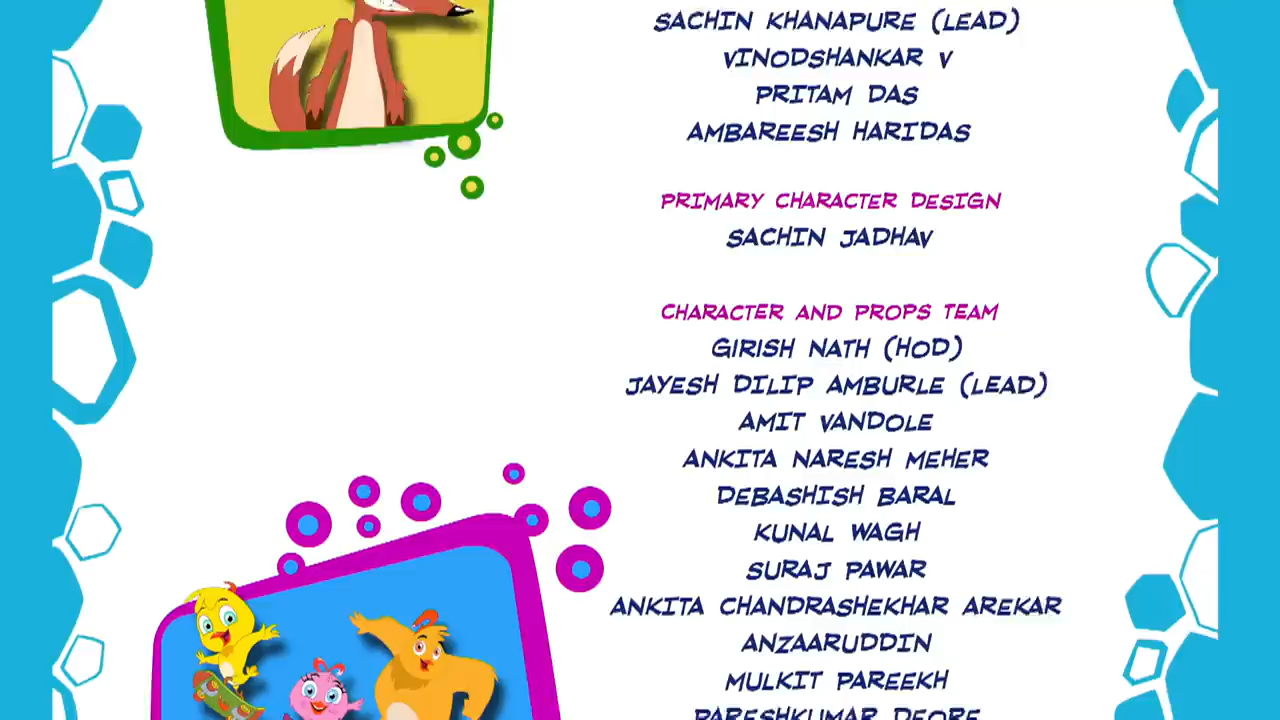 SACHIN KHANAPURE (LEAD)
VINODSHANKAR V
PRITAM DAS
AMBAREESH HARIDAS
PRIMARY CHARACTER DESIGN
SACHIN JADHAV
CHARACTER AND PROPS TEAM
GIRISH NATH (HOD)
JAYESH DILIP AMBURLE (LEAD)
AMIT VANDOLE
ANKITA NARESH MEHER
DEBASHISH BARAL
KUNAL WAGH
SURAJ PAWAR
ANKITA CHANDRASHEKHAR AREKAR
ANZAARUDDIN
MULKIT PAREEKH
PARESHKUMAR DEORE